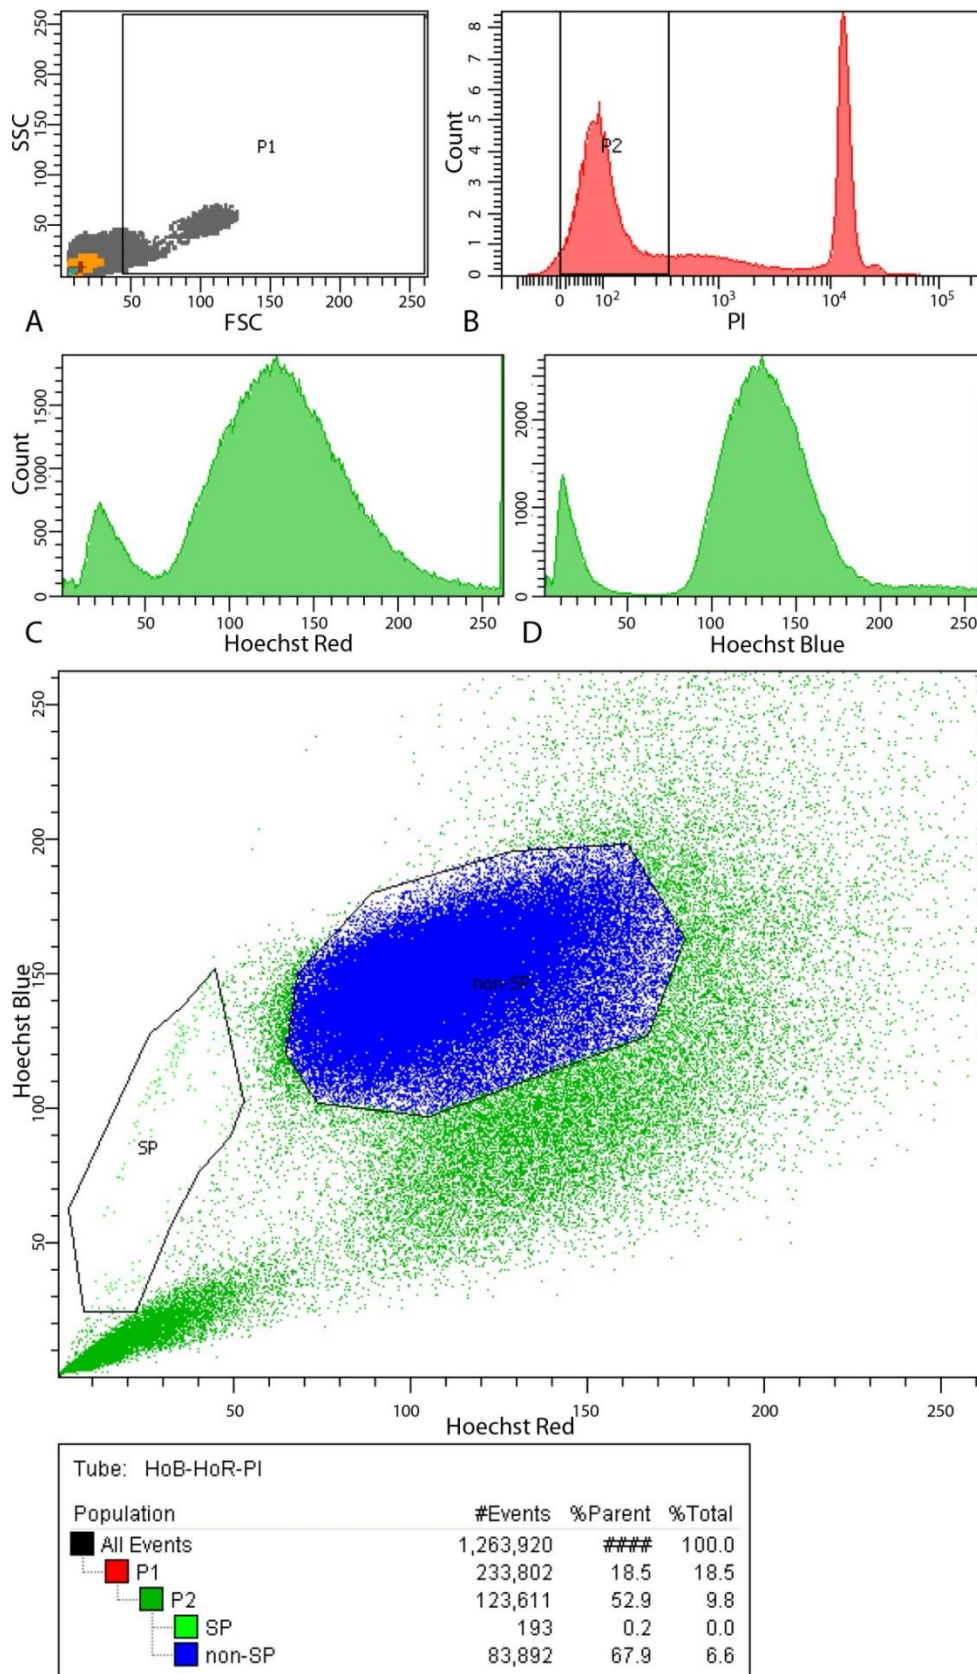 250
200
150
100
50
SSC
P1
50 100 150 200 250
A
FSC
8
7
6
5
4
3
2
1
0
Count
P2
0 10² 10³ 10⁴ 10⁵
B
PI
1500
1000
500
0
Count
50 100 150 200 250
C
Hoechst Red
2000
1000
0
50 100 150 200 250
D
Hoechst Blue
250
200
150
100
50
Hoechst Blue
non-SP
SP
50 100 150 200 250
Hoechst Red
Tube: HoB-HoR-PI
Population #Events %Parent %Total
All Events 1,263,920 #### 100.0
P1 233,802 18.5 18.5
P2 123,611 52.9 9.8
SP 193 0.2 0.0
non-SP 83,892 67.9 6.6